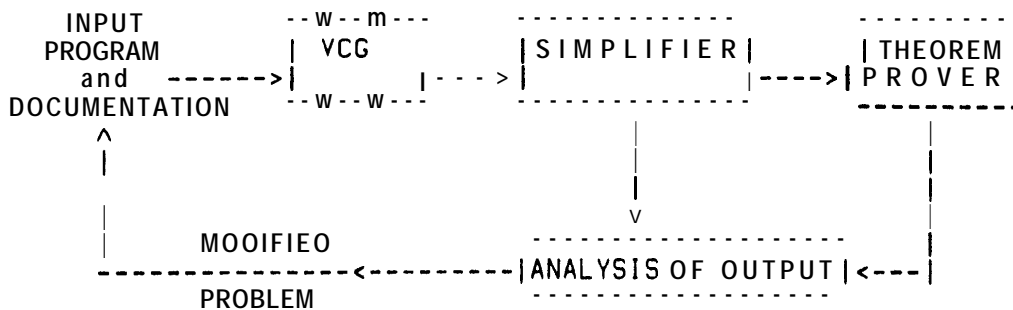 INPUT
PROGRAM
and
DOCUMENTATION
VCG
SIMPLIFIER
THEOREM
PROVER
MOOIFIEO
PROBLEM
ANALYSIS OF OUTPUT